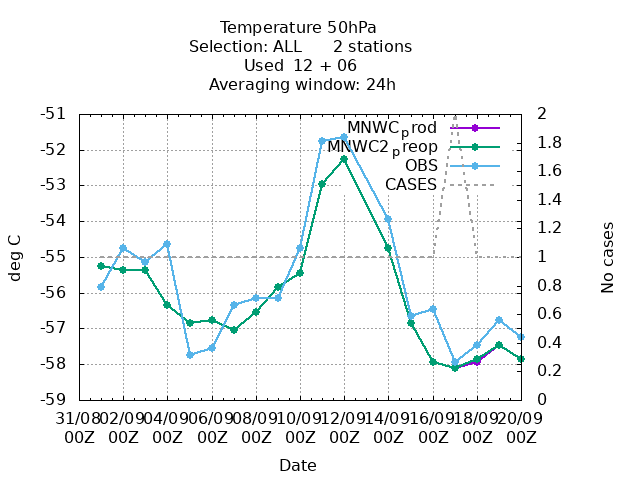 Temperature 50hPa
Selection: ALL 2 stations
Used 12 + 06
Averaging window: 24h
-51 2
-52 1.8
-53 1.6
-54 1.4
-55 1.2
-56 1
-57 0.8
-58 0.6
-59 0.4
0.2
0
MNWCprod
MNWC2preop
OBS
CASES
deg C
No cases
31/08 02/09 04/09 06/09 08/09 10/09 12/09 14/09 16/09 18/09 20/09
00Z 00Z 00Z 00Z 00Z 00Z 00Z 00Z 00Z 00Z 00Z
Date